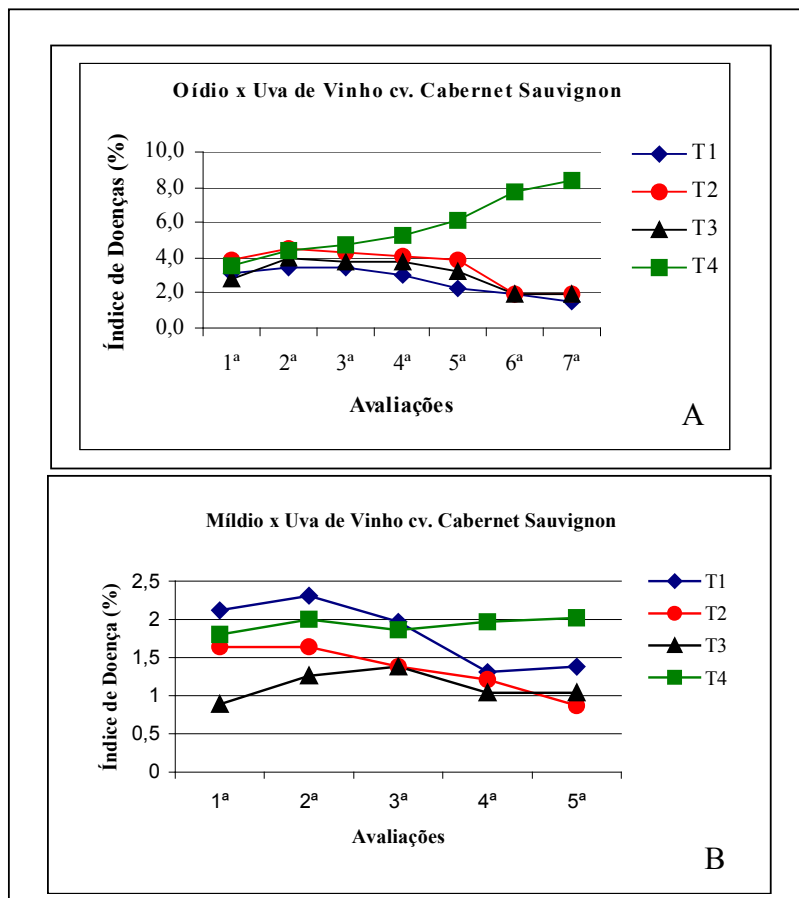 Oídio x Uva de Vinho cv. Cabernet Sauvignon
Índice de Doenças (%)
10,0
8,0
6,0
4,0
2,0
0,0
1ª 2ª 3ª 4ª 5ª 6ª 7ª
Avaliações
T1
T2
T3
T4
A
Míldio x Uva de Vinho cv. Cabernet Sauvignon
Índice de Doença (%)
2,5
2
1,5
1
0,5
0
1ª 2ª 3ª 4ª 5ª
Avaliações
T1
T2
T3
T4
B